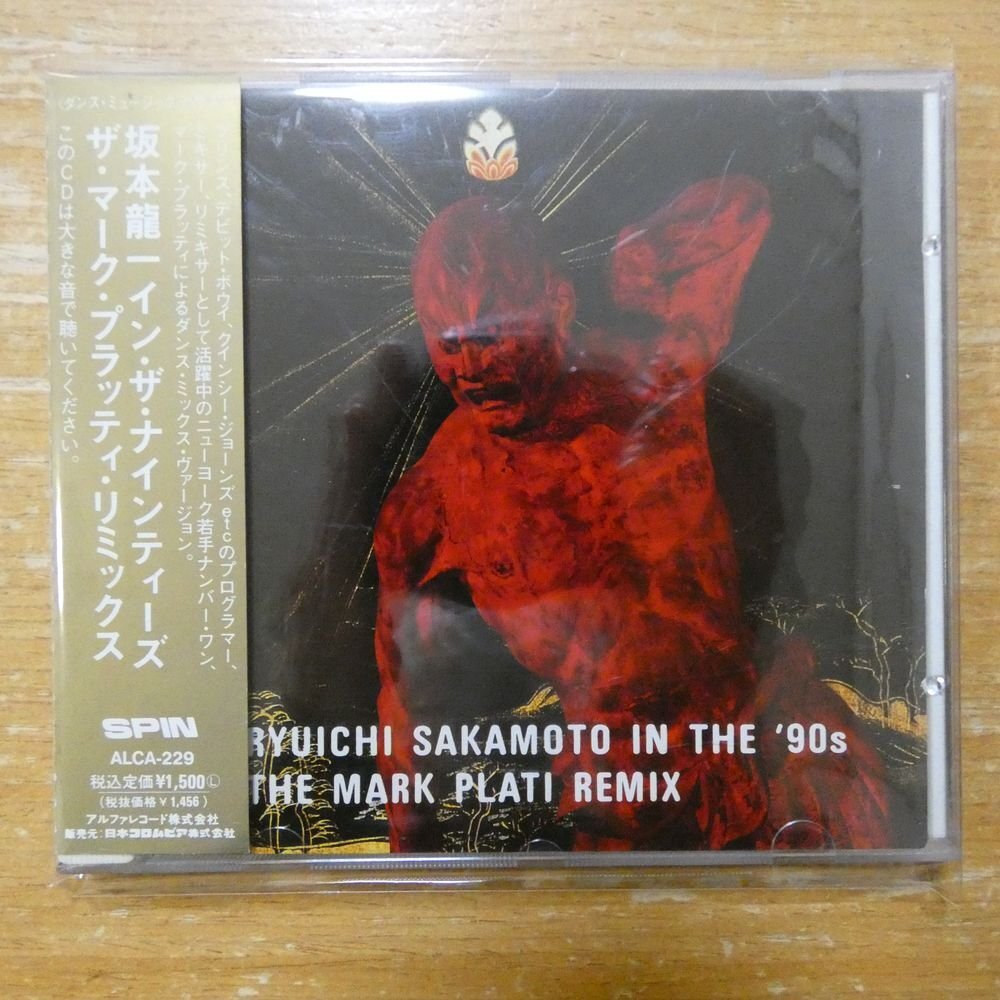 〈ダンス・ミュージック
坂本龍一イン・ザ・ナインティーズ
ザ・マーク・プラッティ・リミックス
このCDは大きな音で聴いてください。
デビット・ボウイ、クインシー・ジョーンズetcのプログラマー、
ミキサー、リミキサーとして活躍中のニューヨーク若手ナンバー・ワン、
マーク・プラッティによるダンス・ミックス・ヴァージョン。
SPIN
ALCA-229
税込定価¥1,500Ⓛ
(税抜価格¥1,456)
アルファレコード株式会社
販売元:日本コロムビア株式会社
RYUICHI SAKAMOTO IN THE '90s
THE MARK PLATI REMIX